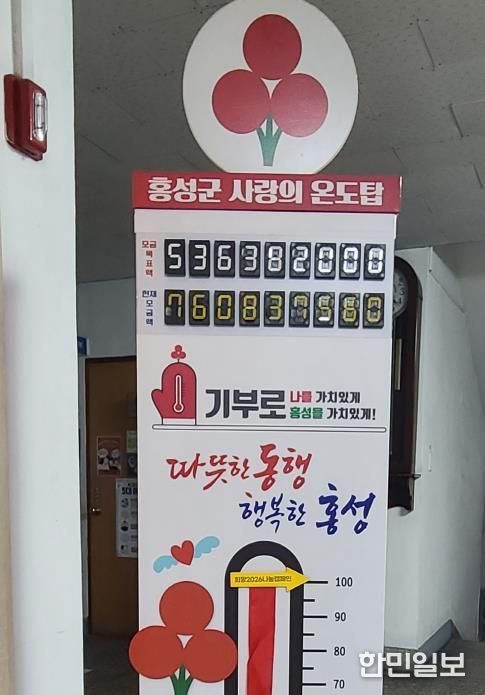 홍성군 사랑의 온도탑
모금목표액 536382000
현재모금액 760837560
기부로 나를 가치있게
홍성을 가치있게!
따뜻한 동행
행복한 홍성
희망2026나눔캠페인
100
90
80
70
한민일보